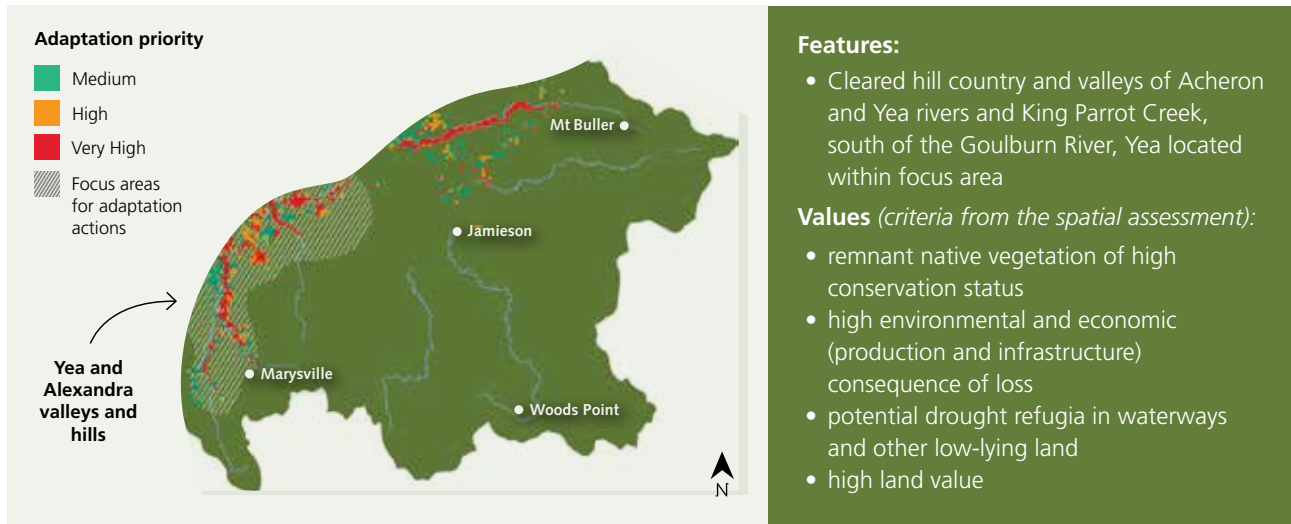 Adaptation priority
Medium
High
Very High
Focus areas
for adaptation
actions
Mt Buller
Jamieson
Yea and
Alexandra
valleys and
hills
Marysville
Woods Point
N
Features:
• Cleared hill country and valleys of Acheron
and Yea rivers and King Parrot Creek,
south of the Goulburn River, Yea located
within focus area
Values (criteria from the spatial assessment):
• remnant native vegetation of high
conservation status
• high environmental and economic
(production and infrastructure)
consequence of loss
• potential drought refugia in waterways
and other low-lying land
• high land value